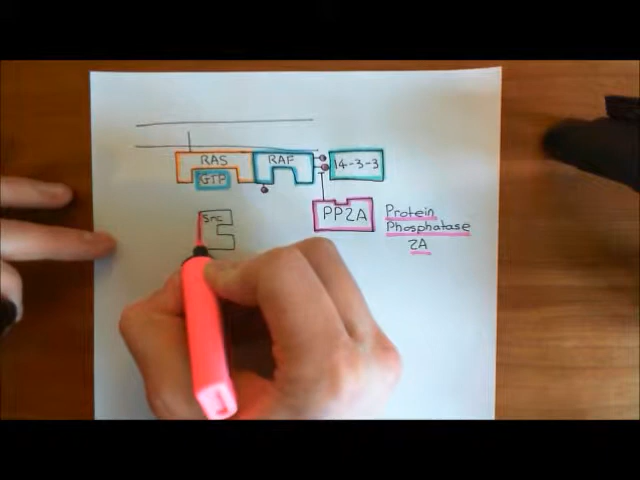 RAS
RAF
14-3-3
GTP
PP2A
Protein
Phosphatase
2A
Src